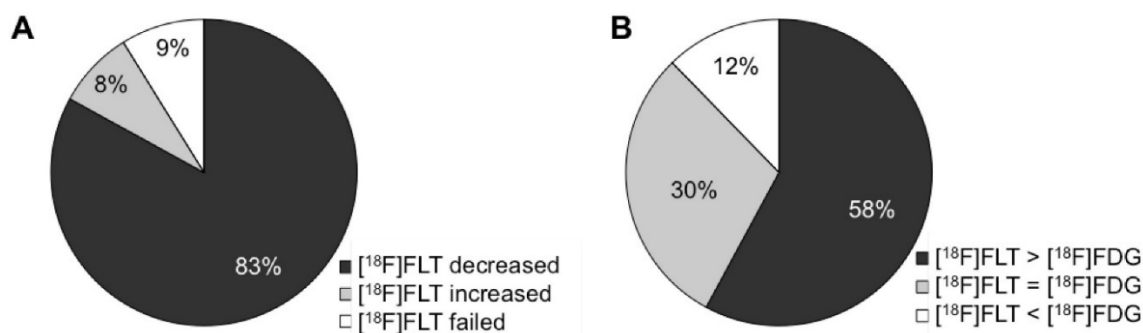 A
9%
8%
83%
[¹⁸F]FLT decreased
[¹⁸F]FLT increased
[¹⁸F]FLT failed
B
12%
30%
58%
[¹⁸F]FLT > [¹⁸F]FDG
[¹⁸F]FLT = [¹⁸F]FDG
[¹⁸F]FLT < [¹⁸F]FDG